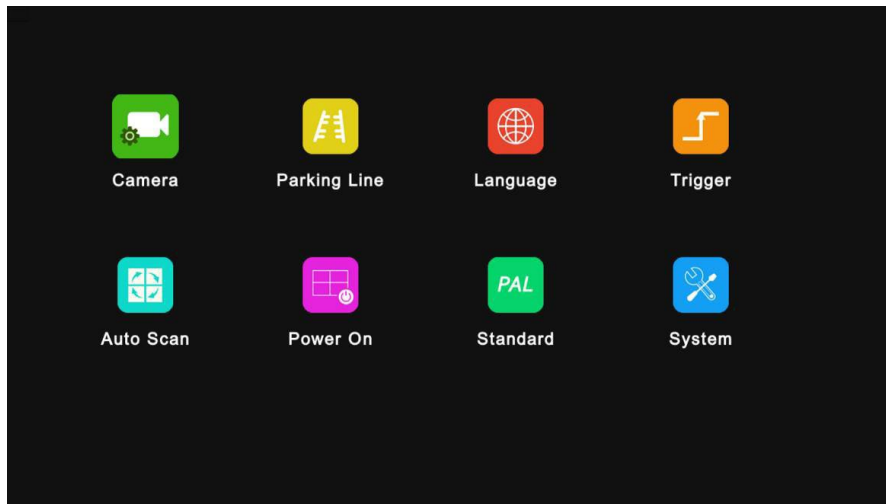 Camera
Parking Line
Language
Trigger
PAL
Auto Scan
Power On
Standard
System